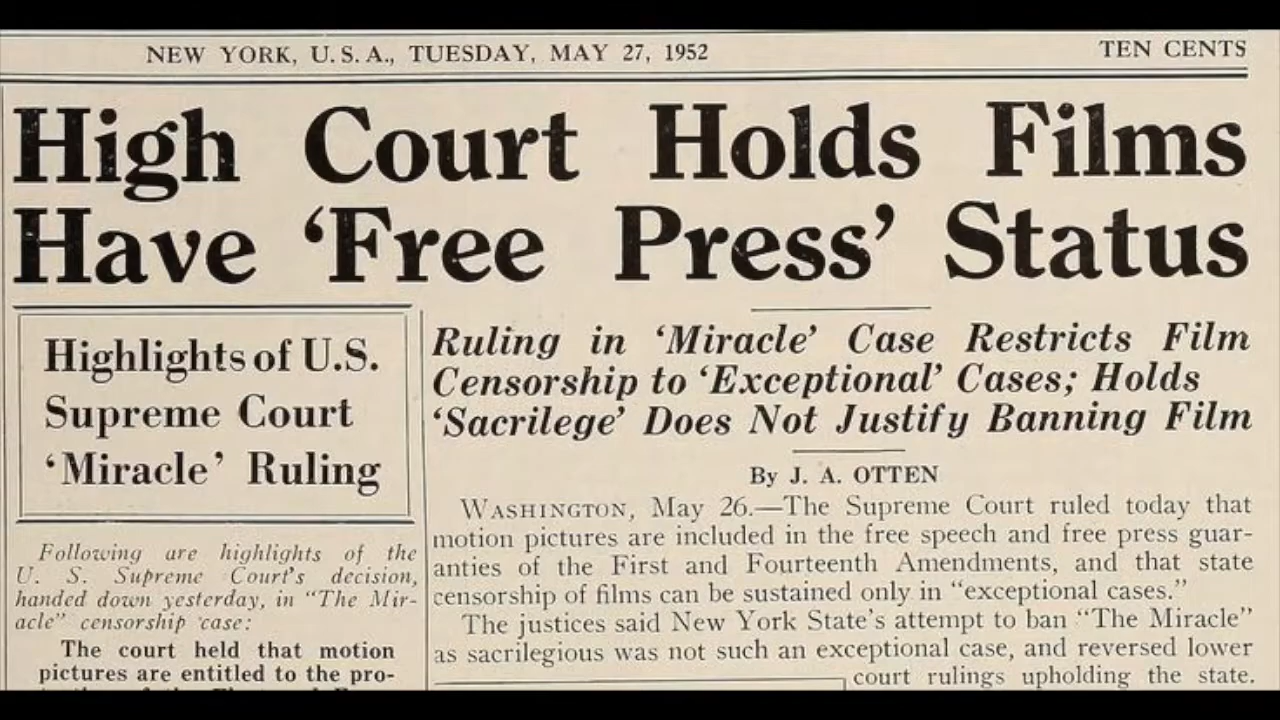 NEW YORK, U.S.A., TUESDAY, MAY 27, 1952
TEN CENTS
High Court Holds Films
Have ‘Free Press’ Status
Highlights of U.S.
Supreme Court
‘Miracle’ Ruling
Following are highlights of the
U. S. Supreme Court's decision,
handed down yesterday, in "The Mir-
acle" censorship case:
The court held that motion
pictures are entitled to the pro-
Ruling in ‘Miracle’ Case Restricts Film
Censorship to ‘Exceptional’ Cases; Holds
‘Sacrilege’ Does Not Justify Banning Film
By J. A. OTTEN
WASHINGTON, May 26.—The Supreme Court ruled today that
motion pictures are included in the free speech and free press guar-
anties of the First and Fourteenth Amendments, and that state
censorship of films can be sustained only in "exceptional cases."
The justices said New York State's attempt to ban "The Miracle"
as sacrilegious was not such an exceptional case, and reversed lower
court rulings upholding the state.